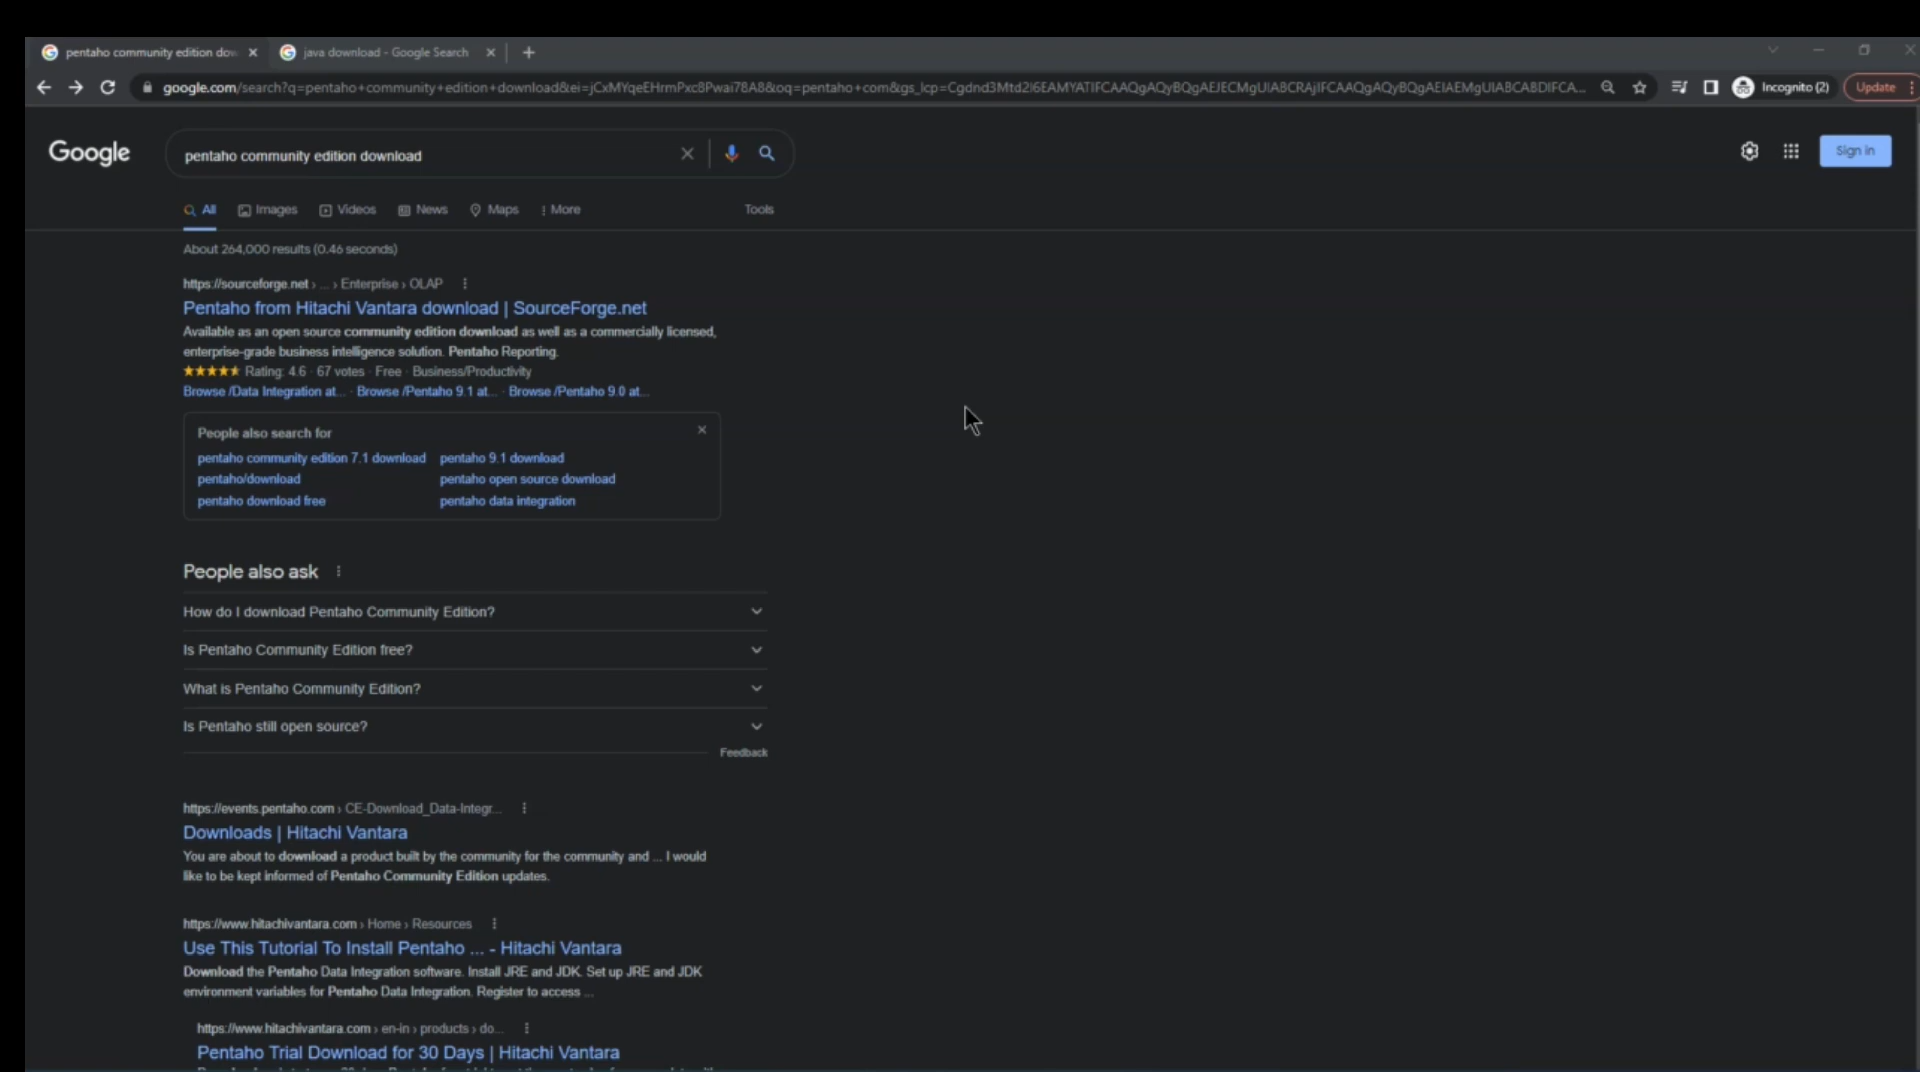 pentaho community edition dow
java download - Google Search
google.com/search?q=pentaho+community+edition+download&ei=jCxMYqeEHrmPxc8Pwai78A8&oq=pentaho+com&gs_lcp=Cgdnd3Mtd2l6EAMYATIFCAAQgAQyBQgAEJECMgUIABCRAjIFCAAQgAQyBQgAEIAEMgUIABCABDIFCA...
Incognito (2)
Update
Google
pentaho community edition download
Sign in
All Images Videos News Maps More Tools
About 264,000 results (0.46 seconds)
https://sourceforge.net › ... › Enterprise › OLAP
Pentaho from Hitachi Vantara download | SourceForge.net
Available as an open source community edition download as well as a commercially licensed,
enterprise-grade business intelligence solution. Pentaho Reporting.
Rating: 4.6 · 67 votes · Free · Business/Productivity
Browse /Data Integration at... · Browse /Pentaho 9.1 at... · Browse /Pentaho 9.0 at...
People also search for
pentaho community edition 7.1 download pentaho 9.1 download
pentaho/download pentaho open source download
pentaho download free pentaho data integration
People also ask
How do I download Pentaho Community Edition?
Is Pentaho Community Edition free?
What is Pentaho Community Edition?
Is Pentaho still open source?
Feedback
https://events.pentaho.com › CE-Download_Data-Integr...
Downloads | Hitachi Vantara
You are about to download a product built by the community for the community and ... I would
like to be kept informed of Pentaho Community Edition updates.
https://www.hitachivantara.com › Home › Resources
Use This Tutorial To Install Pentaho ... - Hitachi Vantara
Download the Pentaho Data Integration software. Install JRE and JDK. Set up JRE and JDK
environment variables for Pentaho Data Integration. Register to access ...
https://www.hitachivantara.com › en-in › products › do...
Pentaho Trial Download for 30 Days | Hitachi Vantara